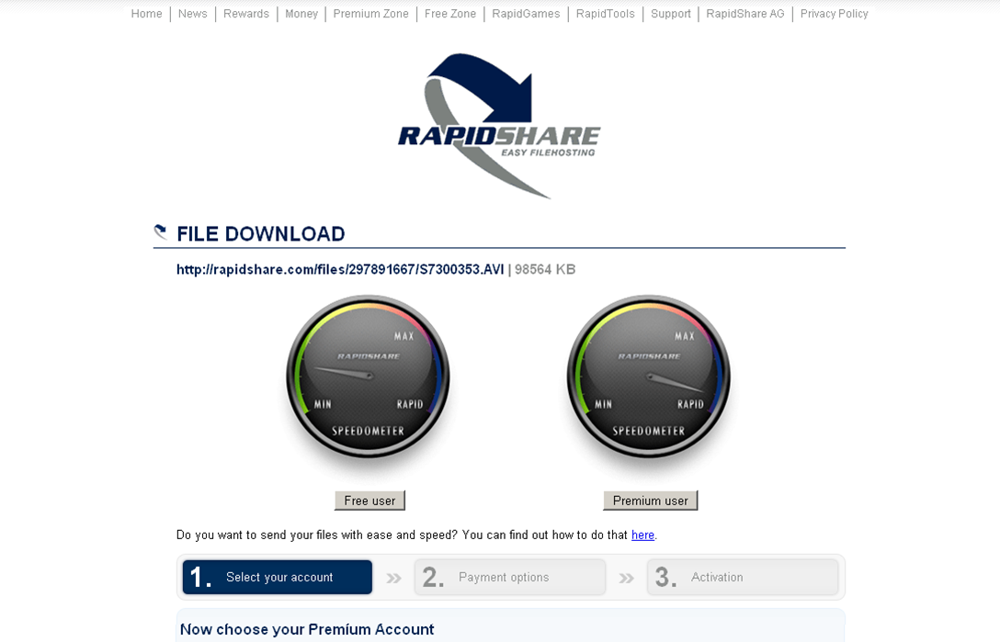 Home | News | Rewards | Money | Premium Zone | Free Zone | RapidGames | RapidTools | Support | RapidShare AG | Privacy Policy
RAPIDSHARE
EASY FILEHOSTING
FILE DOWNLOAD
http://rapidshare.com/files/297891667/S7300353.AVI | 98564 KB
MAX MAX
RAPIDSHARE RAPIDSHARE
MIN RAPID MIN RAPID
SPEEDOMETER SPEEDOMETER
Free user Premium user
Do you want to send your files with ease and speed? You can find out how to do that here.
1. Select your account » 2. Payment options » 3. Activation
Now choose your Premium Account